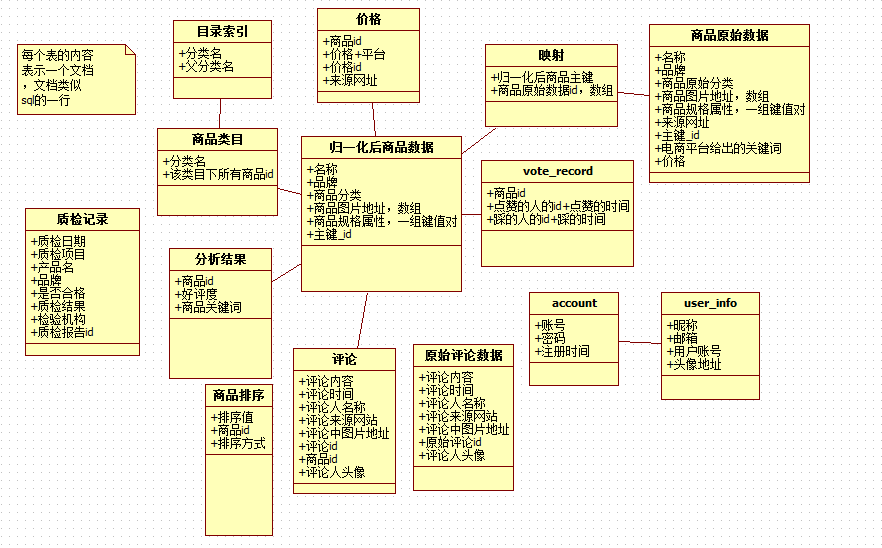 每个表的内容
表示一个文档
，文档类似
sql的一行
目录索引
+分类名
+父分类名
价格
+商品id
+价格+平台
+价格id
+来源网址
映射
+归一化后商品主键
+商品原始数据id，数组
商品原始数据
+名称
+品牌
+商品原始分类
+商品图片地址，数组
+商品规格属性，一组键值对
+来源网址
+主键_id
+电商平台给出的关键词
+价格
商品类目
+分类名
+该类目下所有商品id
归一化后商品数据
+名称
+品牌
+商品分类
+商品图片地址，数组
+商品规格属性，一组键值对
+主键_id
vote_record
+商品id
+点赞的人的id+点赞的时间
+踩的人的id+踩的时间
质检记录
+质检日期
+质检项目
+产品名
+品牌
+是否合格
+质检结果
+检验机构
+质检报告id
分析结果
+商品id
+好评度
+商品关键词
account
+账号
+密码
+注册时间
user_info
+昵称
+邮箱
+用户账号
+头像地址
商品排序
+排序值
+商品id
+排序方式
评论
+评论内容
+评论时间
+评论人名称
+评论来源网站
+评论中图片地址
+评论id
+商品id
+评论人头像
原始评论数据
+评论内容
+评论时间
+评论人名称
+评论来源网站
+评论中图片地址
+原始评论id
+评论人头像